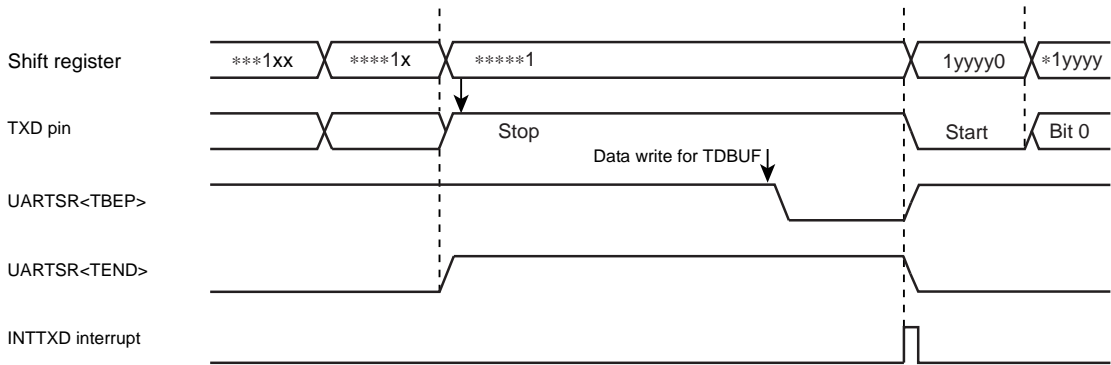 Shift register ***1xx ****1x *****1 1yyyy0 *1yyyy
TXD pin Stop Start Bit 0
Data write for TDBUF
UARTSR<TBEP>
UARTSR<TEND>
INTTXD interrupt